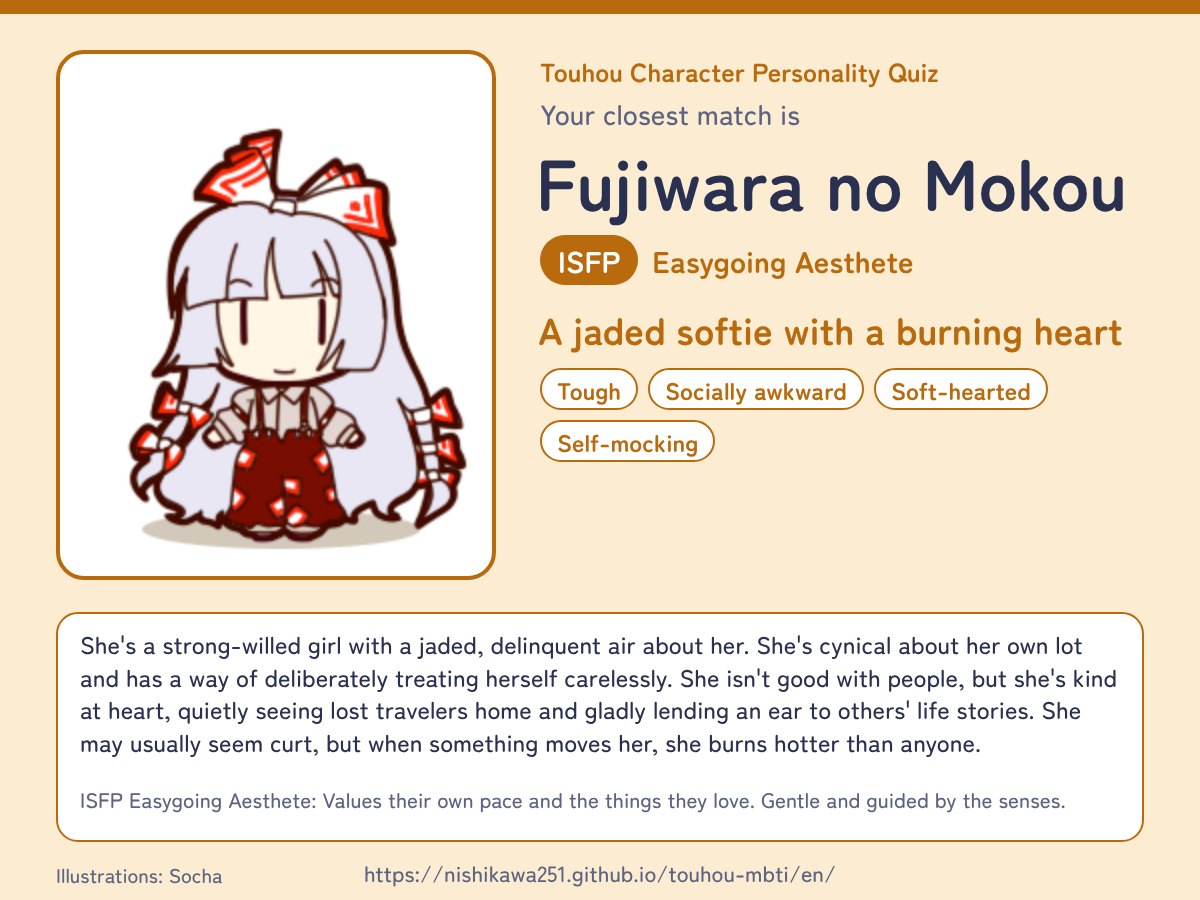 Touhou Character Personality Quiz
Your closest match is
Fujiwara no Mokou
ISFP Easygoing Aesthete
A jaded softie with a burning heart
Tough Socially awkward Soft-hearted
Self-mocking
She's a strong-willed girl with a jaded, delinquent air about her. She's cynical about her own lot
and has a way of deliberately treating herself carelessly. She isn't good with people, but she's kind
at heart, quietly seeing lost travelers home and gladly lending an ear to others' life stories. She
may usually seem curt, but when something moves her, she burns hotter than anyone.
ISFP Easygoing Aesthete: Values their own pace and the things they love. Gentle and guided by the senses.
Illustrations: Socha https://nishikawa251.github.io/touhou-mbti/en/